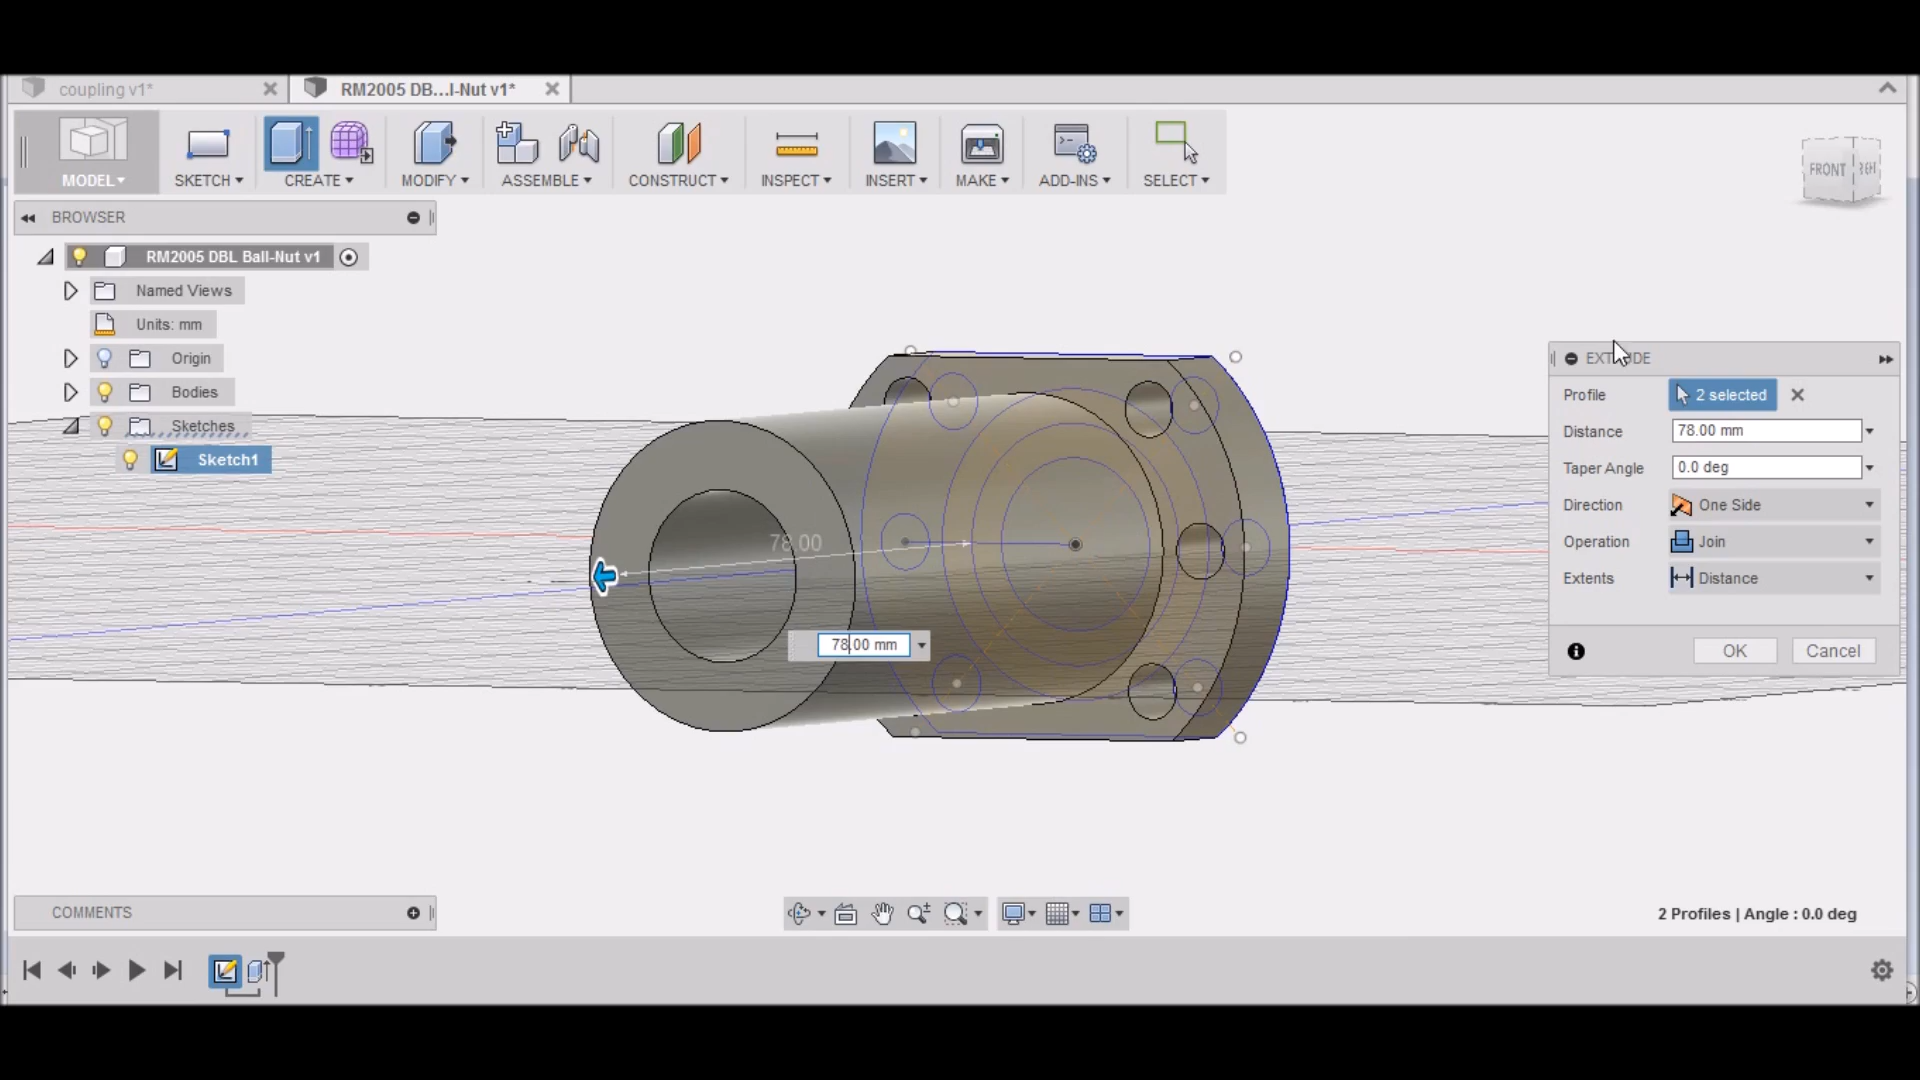 coupling v1*
RM2005 DB...l-Nut v1*
MODEL
SKETCH
CREATE
MODIFY
ASSEMBLE
CONSTRUCT
INSPECT
INSERT
MAKE
ADD-INS
SELECT
FRONT
BROWSER
RM2005 DBL Ball-Nut v1
Named Views
Units: mm
Origin
Bodies
Sketches
Sketch1
EXTRUDE
Profile
2 selected
Distance
78.00 mm
Taper Angle
0.0 deg
Direction
One Side
Operation
Join
Extents
Distance
OK
Cancel
78.00
78.00 mm
COMMENTS
2 Profiles | Angle : 0.0 deg